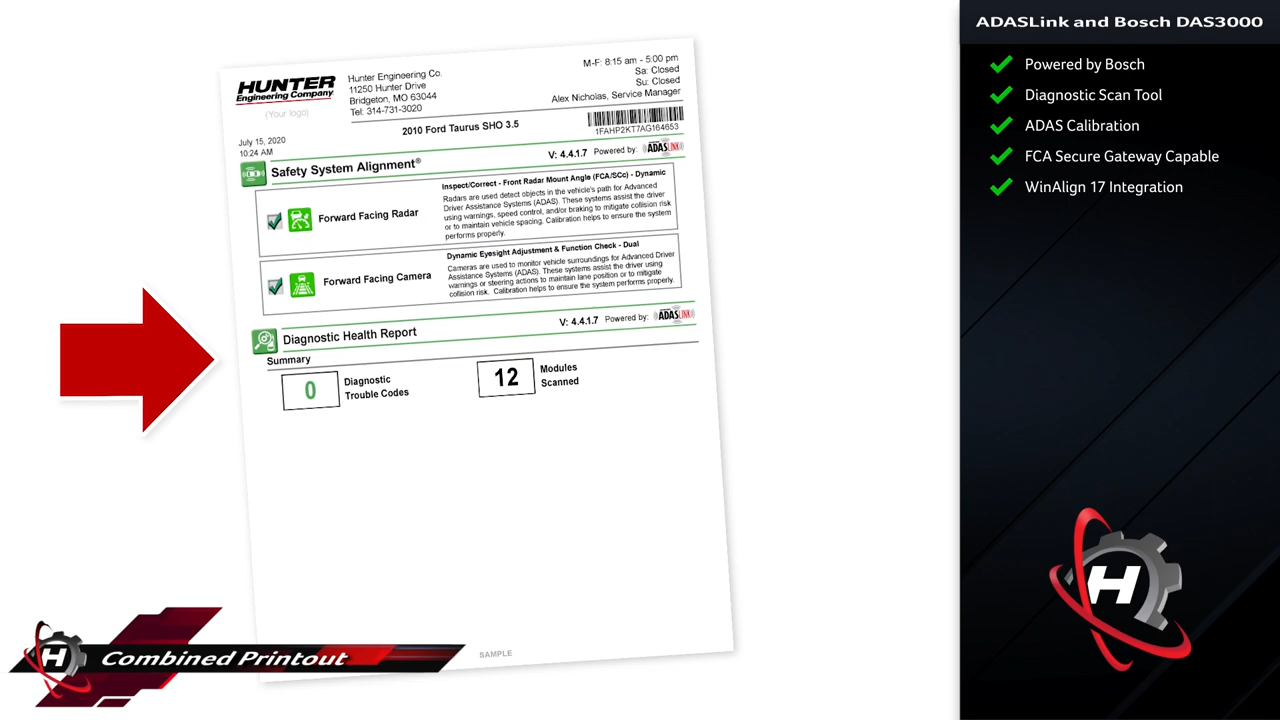 ADASLink and Bosch DAS3000
Powered by Bosch
Diagnostic Scan Tool
ADAS Calibration
FCA Secure Gateway Capable
WinAlign 17 Integration
HUNTER
Engineering Company
(Your logo)
Hunter Engineering Co.
11250 Hunter Drive
Bridgeton, MO 63044
Tel: 314-731-3020
M-F: 8:15 am - 5:00 pm
Sa: Closed
Su: Closed
Alex Nicholas, Service Manager
July 15, 2020
10:24 AM
2010 Ford Taurus SHO 3.5
1FAHP2KT7AG164653
Safety System Alignment®
V: 4.4.1.7 Powered by: ADASLINK
Forward Facing Radar
Inspect/Correct - Front Radar Mount Angle (FCA/SCc) - Dynamic
Radars are used detect objects in the vehicle's path for Advanced
Driver Assistance Systems (ADAS). These systems assist the driver
using warnings, speed control, and/or braking to mitigate collision risk
or to maintain vehicle spacing. Calibration helps to ensure the system
performs properly.
Forward Facing Camera
Dynamic Eyesight Adjustment & Function Check - Dual
Cameras are used to monitor vehicle surroundings for Advanced Driver
Assistance Systems (ADAS). These systems assist the driver using
warnings or steering actions to maintain lane position or to mitigate
collision risk. Calibration helps to ensure the system performs properly.
Diagnostic Health Report
V: 4.4.1.7 Powered by: ADASLINK
Summary
0
Diagnostic
Trouble Codes
12
Modules
Scanned
SAMPLE
H
Combined Printout
H